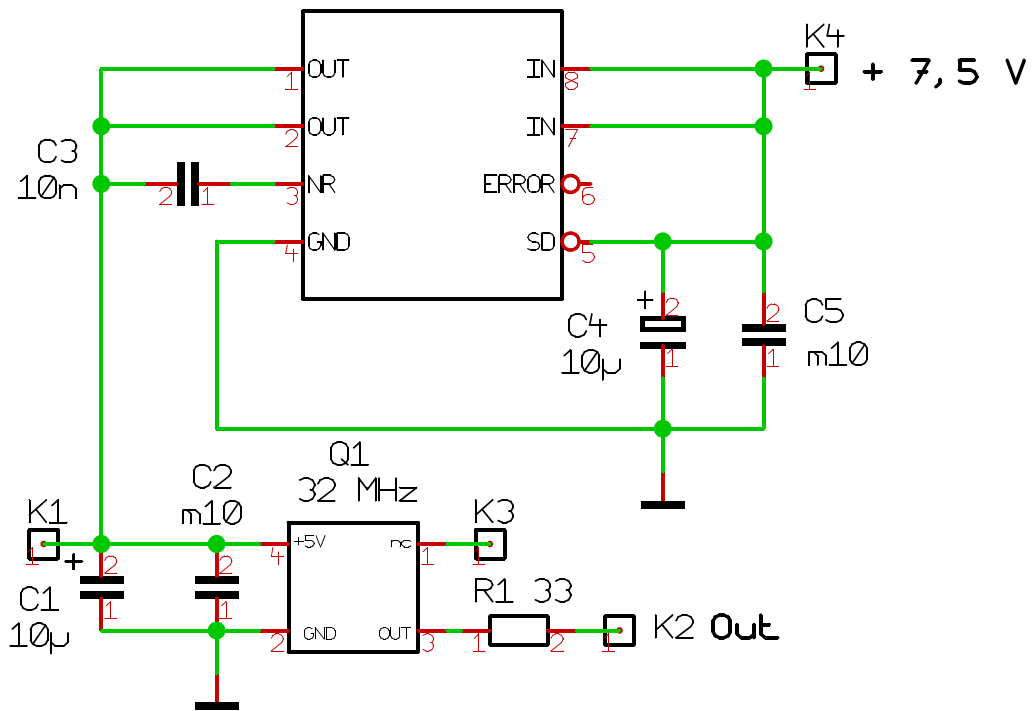 K4
OUT IN
1 8 1
+ 7,5 V
OUT IN
2 7
C3
10n
2 1 NR ERROR
3 6
GND SD
4 5
+ 2 2
C4 C5
10µ m10
1 1
Q1
C2 32 MHz
m10
K1 K3
1 + 2 2 4 +5V nc 1 1
C1 R1 33
10µ
1 1 GND OUT
2 3 1 2 1
K2 Out